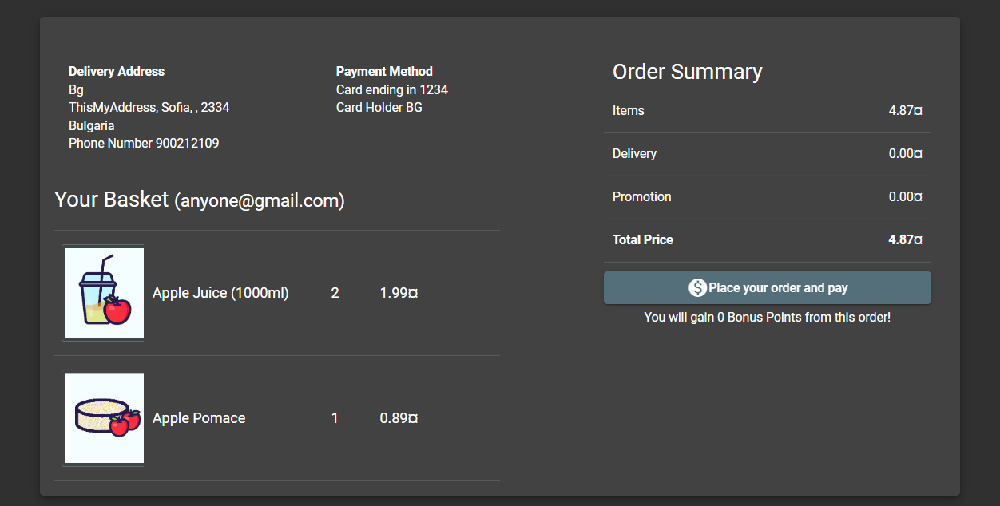 Delivery Address
Bg
ThisMyAddress, Sofia, , 2334
Bulgaria
Phone Number 900212109
Payment Method
Card ending in 1234
Card Holder BG
Your Basket (anyone@gmail.com)
Apple Juice (1000ml) 2 1.99¤
Apple Pomace 1 0.89¤
Order Summary
Items 4.87¤
Delivery 0.00¤
Promotion 0.00¤
Total Price 4.87¤
Place your order and pay
You will gain 0 Bonus Points from this order!